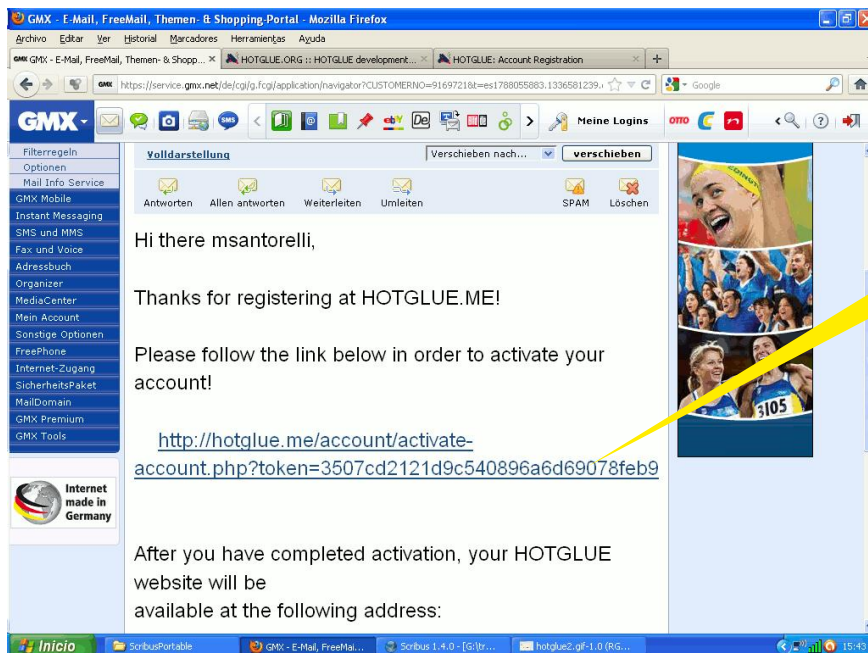 GMX - E-Mail, FreeMail, Themen- & Shopping-Portal - Mozilla Firefox
Archivo Editar Ver Historial Marcadores Herramientas Ayuda
GMX GMX - E-Mail, FreeMail, Themen- & Shopp... HOTGLUE.ORG :: HOTGLUE development... HOTGLUE: Account Registration
GMX https://service.gmx.net/de/cgi/g.fcgi/application/navigator?CUSTOMERNO=9169721&t=es1788055883.1336581239. Google
GMX SMS ebY De Meine Logins OTTO
Filterregeln
Optionen
Mail Info Service
GMX Mobile
Instant Messaging
SMS und MMS
Fax und Voice
Adressbuch
Organizer
MediaCenter
Mein Account
Sonstige Optionen
FreePhone
Internet-Zugang
SicherheitsPaket
MailDomain
GMX Premium
GMX Tools
Internet
made in
Germany
Volldarstellung Verschieben nach... verschieben
Antworten Allen antworten Weiterleiten Umleiten SPAM Löschen
Hi there msantorelli,
Thanks for registering at HOTGLUE.ME!
Please follow the link below in order to activate your
account!
http://hotglue.me/account/activate-
account.php?token=3507cd2121d9c540896a6d69078feb9
After you have completed activation, your HOTGLUE
website will be
available at the following address:
3105
Inicio ScribusPortable GMX - E-Mail, FreeMai... Scribus 1.4.0 - [G:\tr... hotglue2.gif-1.0 (RG...